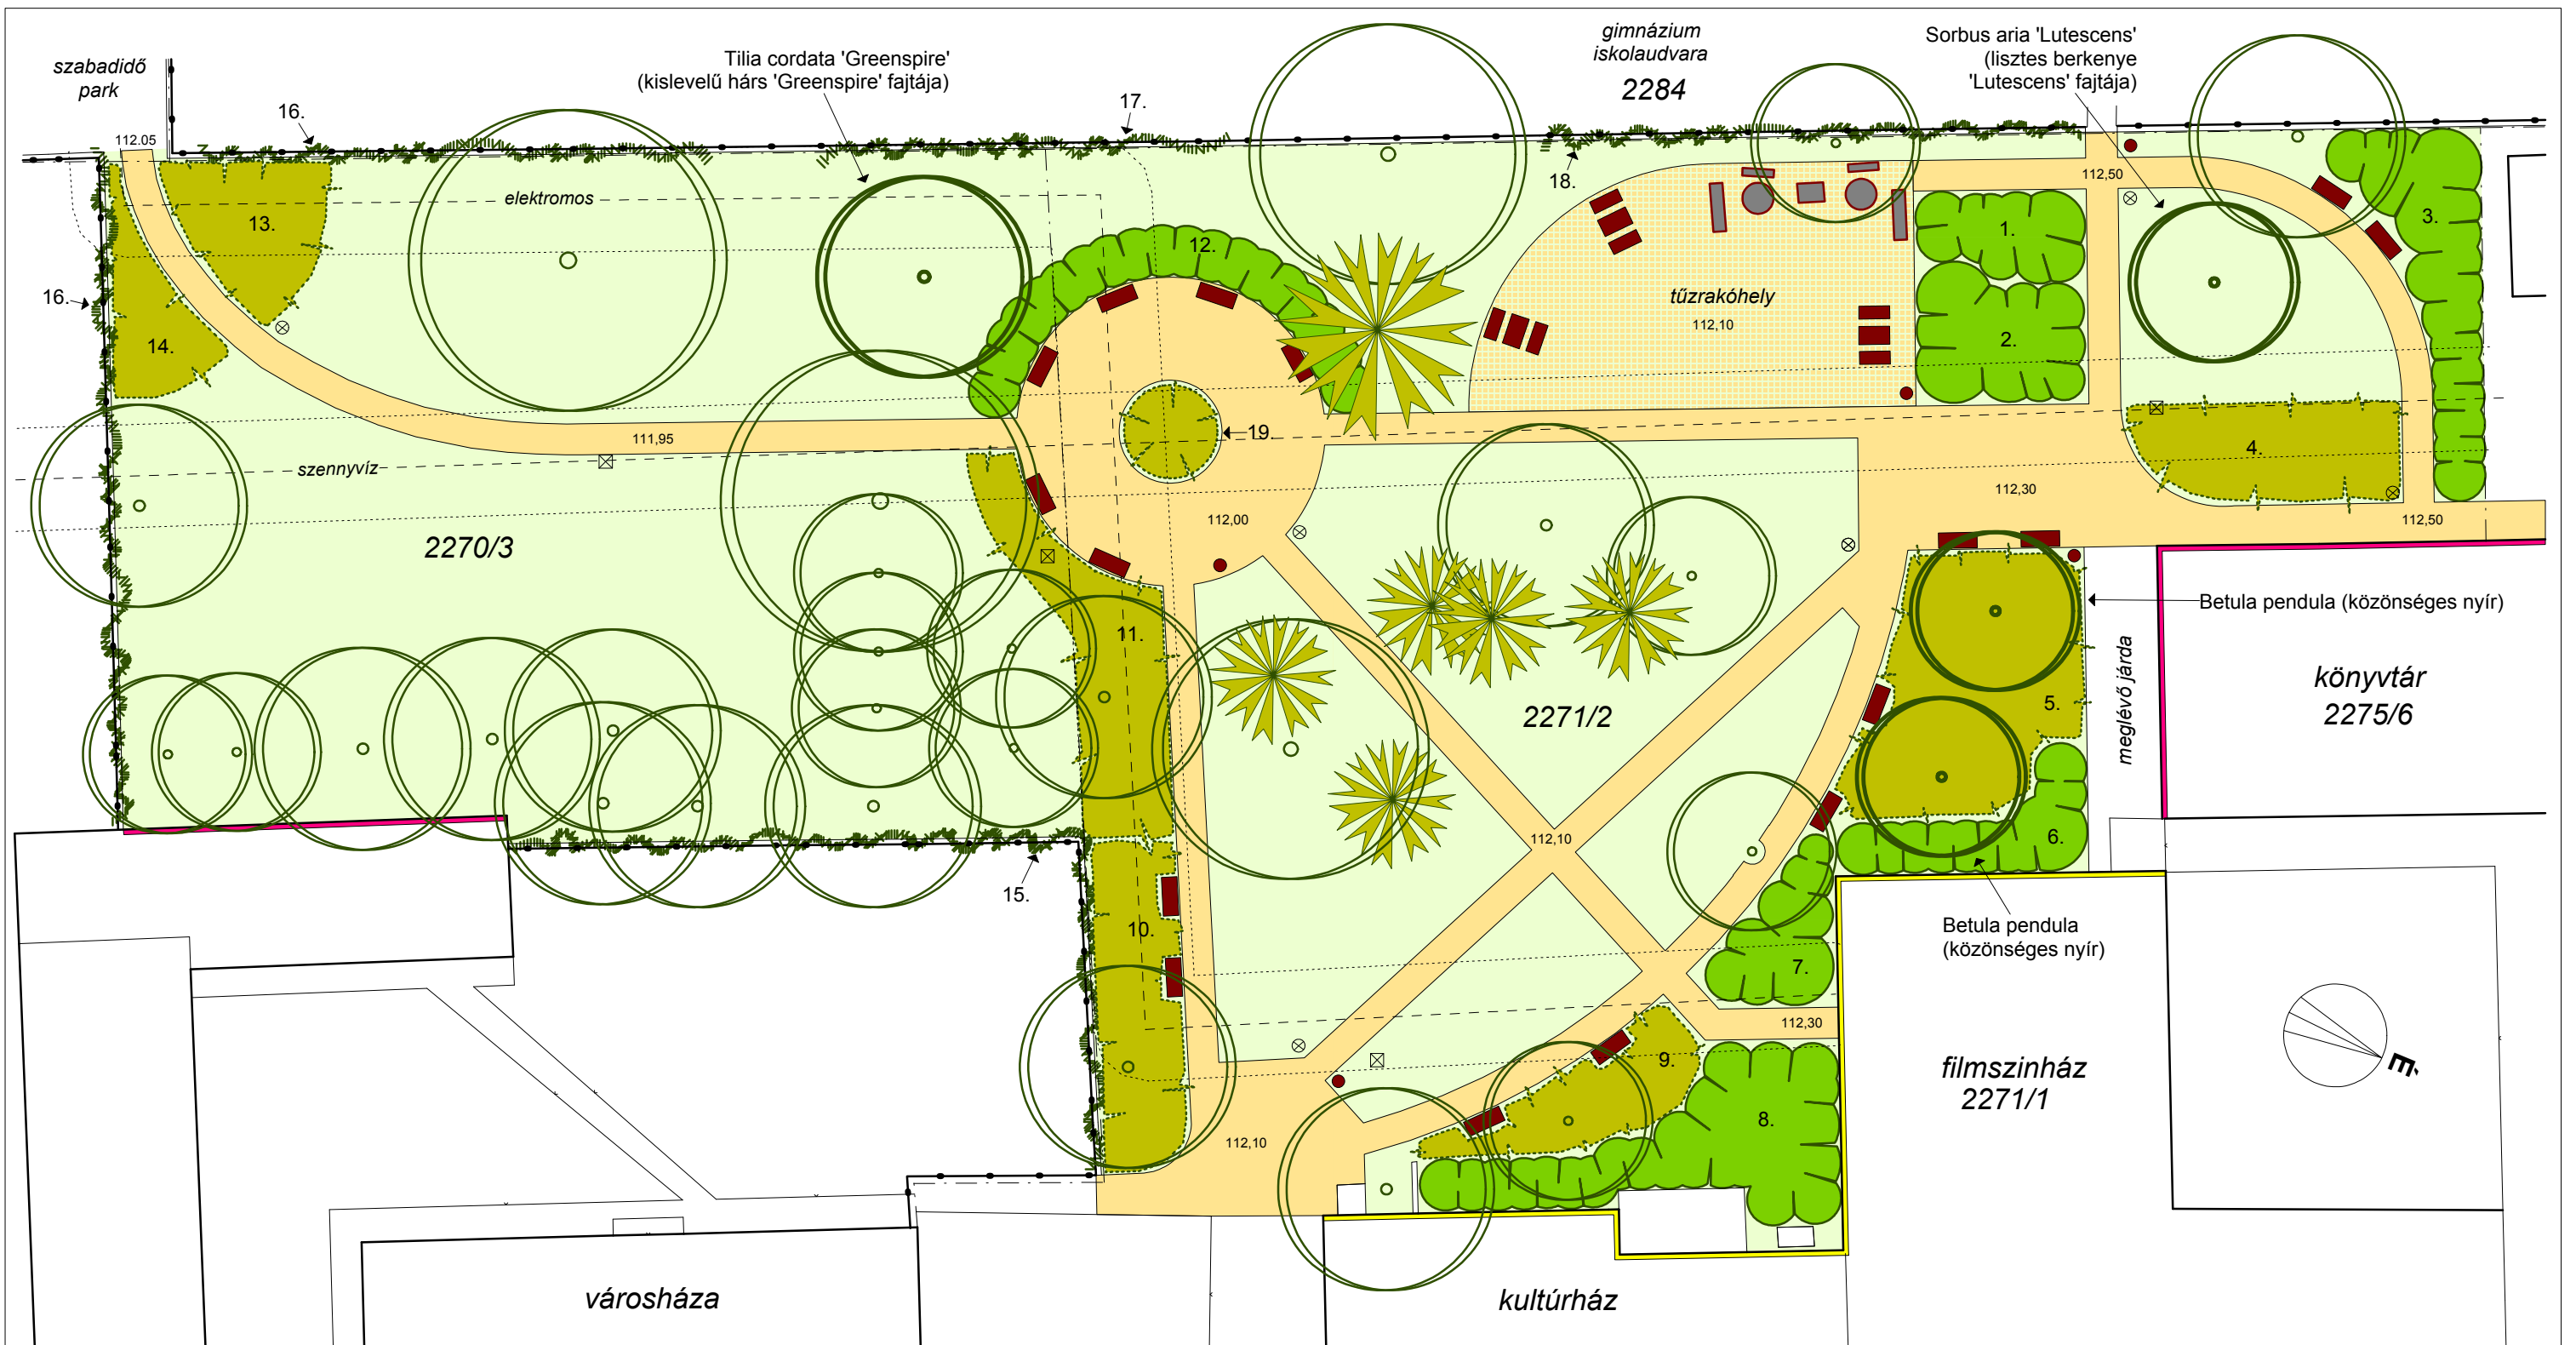 szabadidő
park
Tilia cordata 'Greenspire'
(kislevelű hárs 'Greenspire' fajtája)
gimnázium
iskolaudvara
2284
Sorbus aria 'Lutescens'
(lisztes berkenye
'Lutescens' fajtája)
112.05
16.
17.
18.
112,50
elektromos
13.
12.
1.
3.
16.
14.
tűzrakóhely
112,10
2.
111,95
19.
4.
szennyvíz
112,30
112,00
112,50
2270/3
Betula pendula (közönséges nyír)
11.
2271/2
5.
meglévő járda
könyvtár
2275/6
112,10
6.
15.
10.
7.
Betula pendula
(közönséges nyír)
112,30
9.
filmszinház
2271/1
É
8.
112,10
városháza
kultúrház